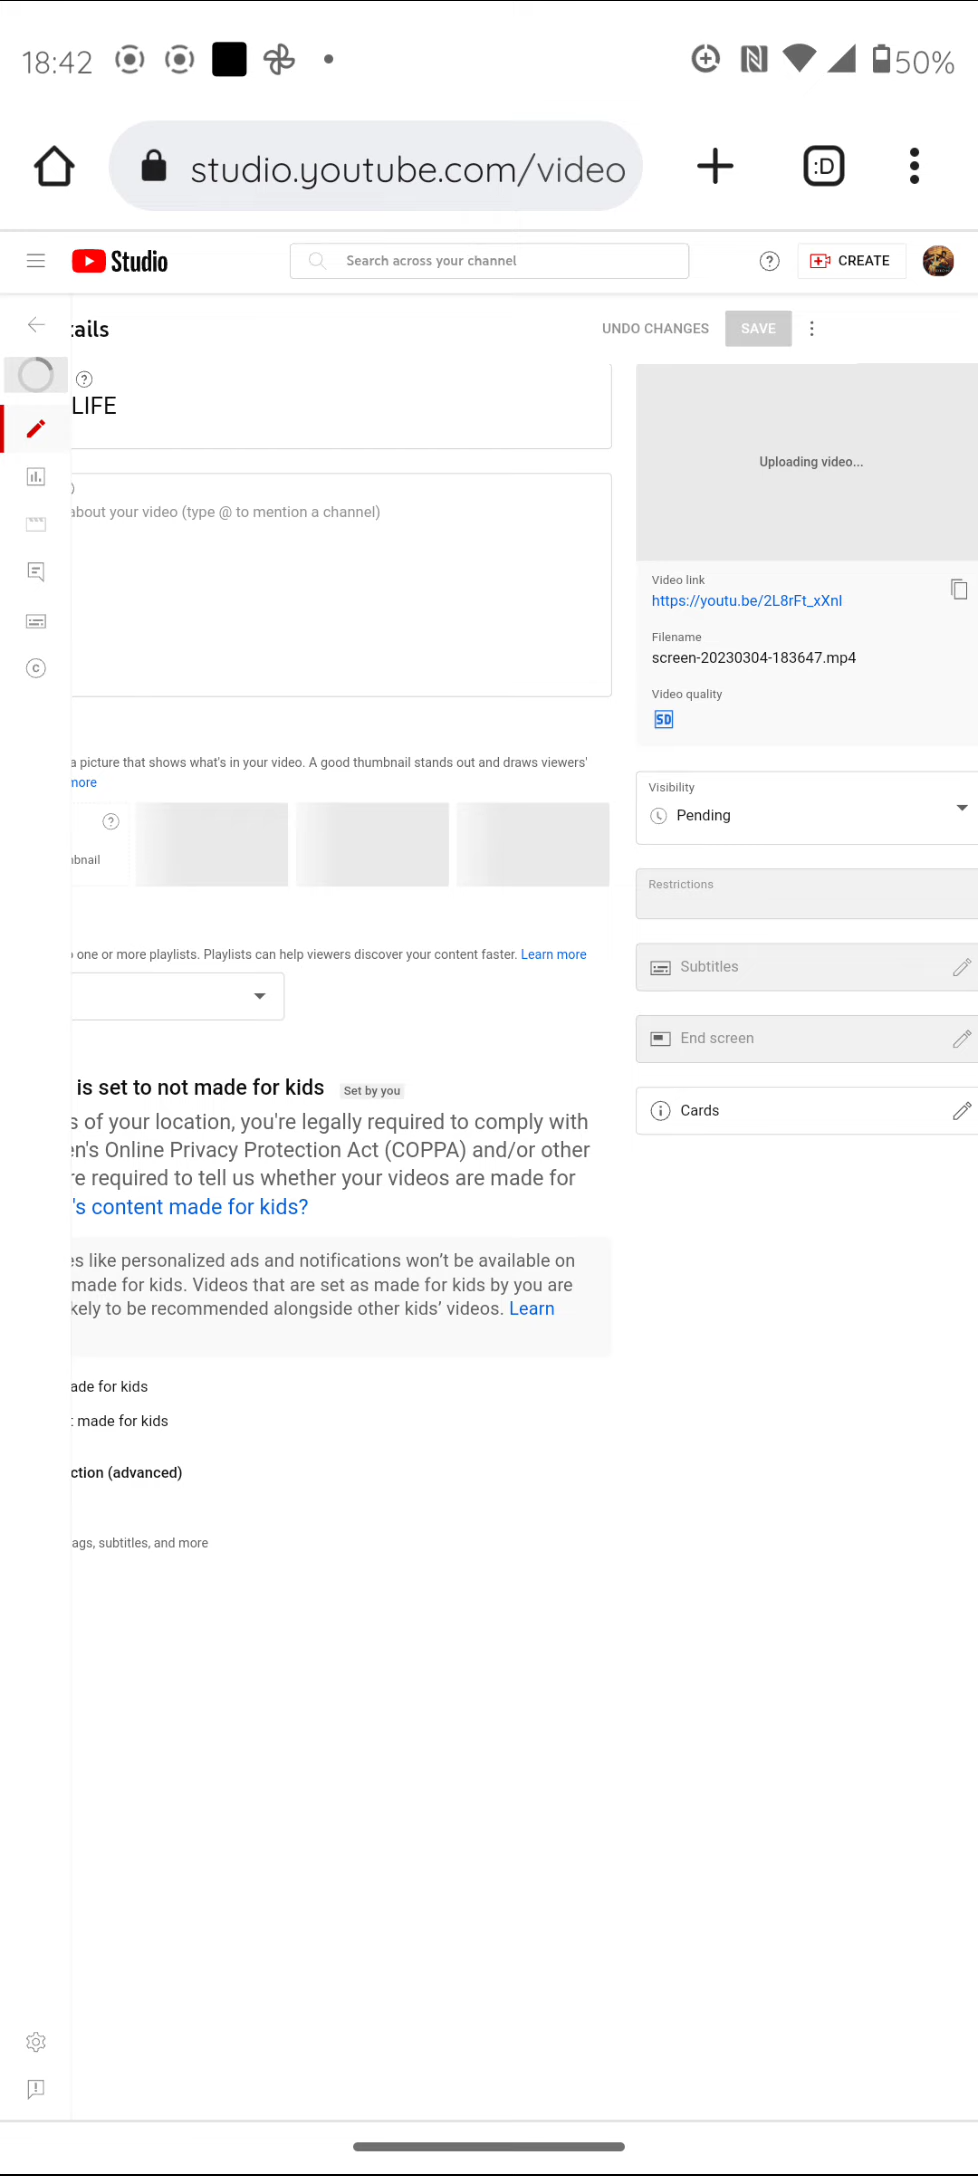 18:42
50%
studio.youtube.com/video
:D
Studio
Search across your channel
CREATE
tails
UNDO CHANGES
SAVE
LIFE
Uploading video...
about your video (type @ to mention a channel)
Video link
https://youtu.be/2L8rFt_xXnI
Filename
screen-20230304-183647.mp4
Video quality
SD
a picture that shows what's in your video. A good thumbnail stands out and draws viewers'
more
Visibility
Pending
bnail
Restrictions
one or more playlists. Playlists can help viewers discover your content faster. Learn more
Subtitles
End screen
is set to not made for kids Set by you
Cards
s of your location, you're legally required to comply with
en's Online Privacy Protection Act (COPPA) and/or other
re required to tell us whether your videos are made for
's content made for kids?
es like personalized ads and notifications won't be available on
made for kids. Videos that are set as made for kids by you are
kely to be recommended alongside other kids' videos. Learn
ade for kids
t made for kids
ction (advanced)
ags, subtitles, and more